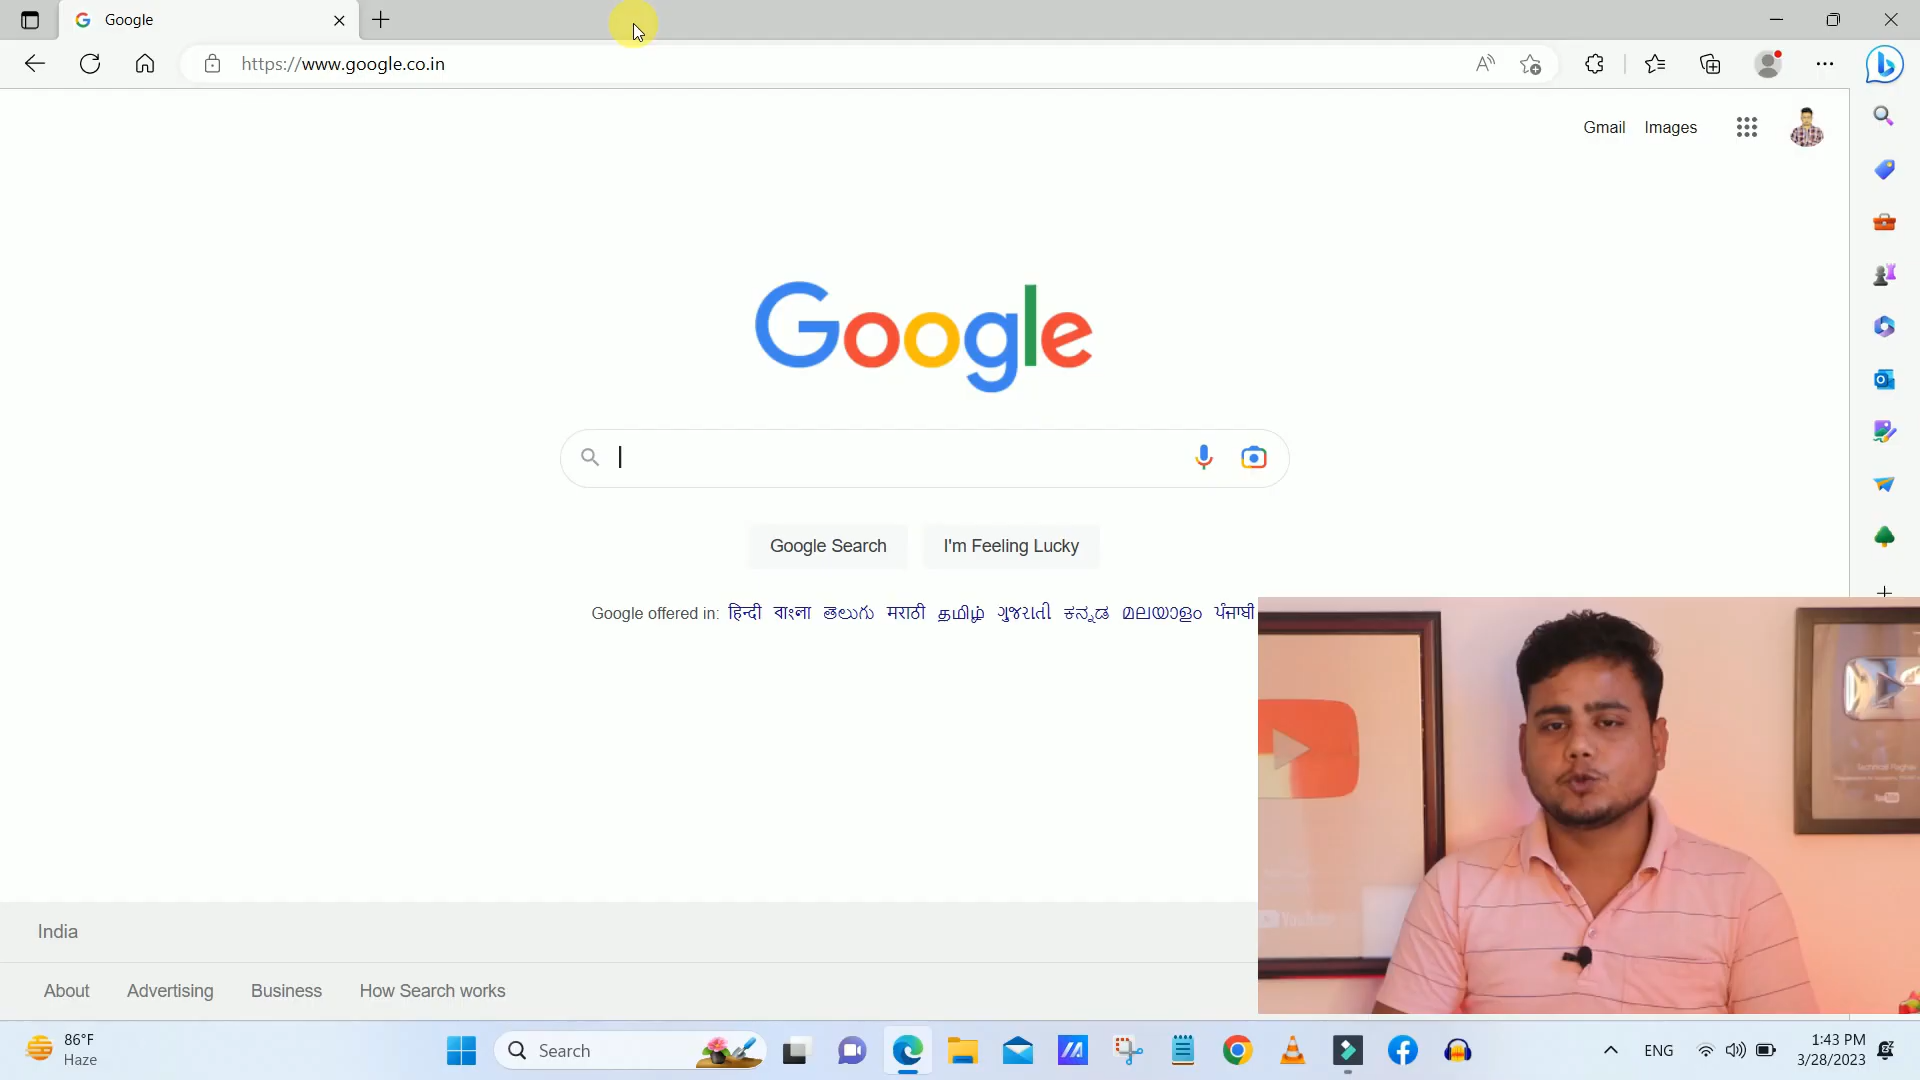 Google
https://www.google.co.in
Gmail Images
Google
Google Search I'm Feeling Lucky
Google offered in: हिन्दी বাংলা తెలుగు मराठी தமிழ் ગુજરાતી ಕನ್ನಡ മലയാളം ਪੰਜਾਬੀ
India
About Advertising Business How Search works
86°F
Haze
Search
ENG
1:43 PM
3/28/2023